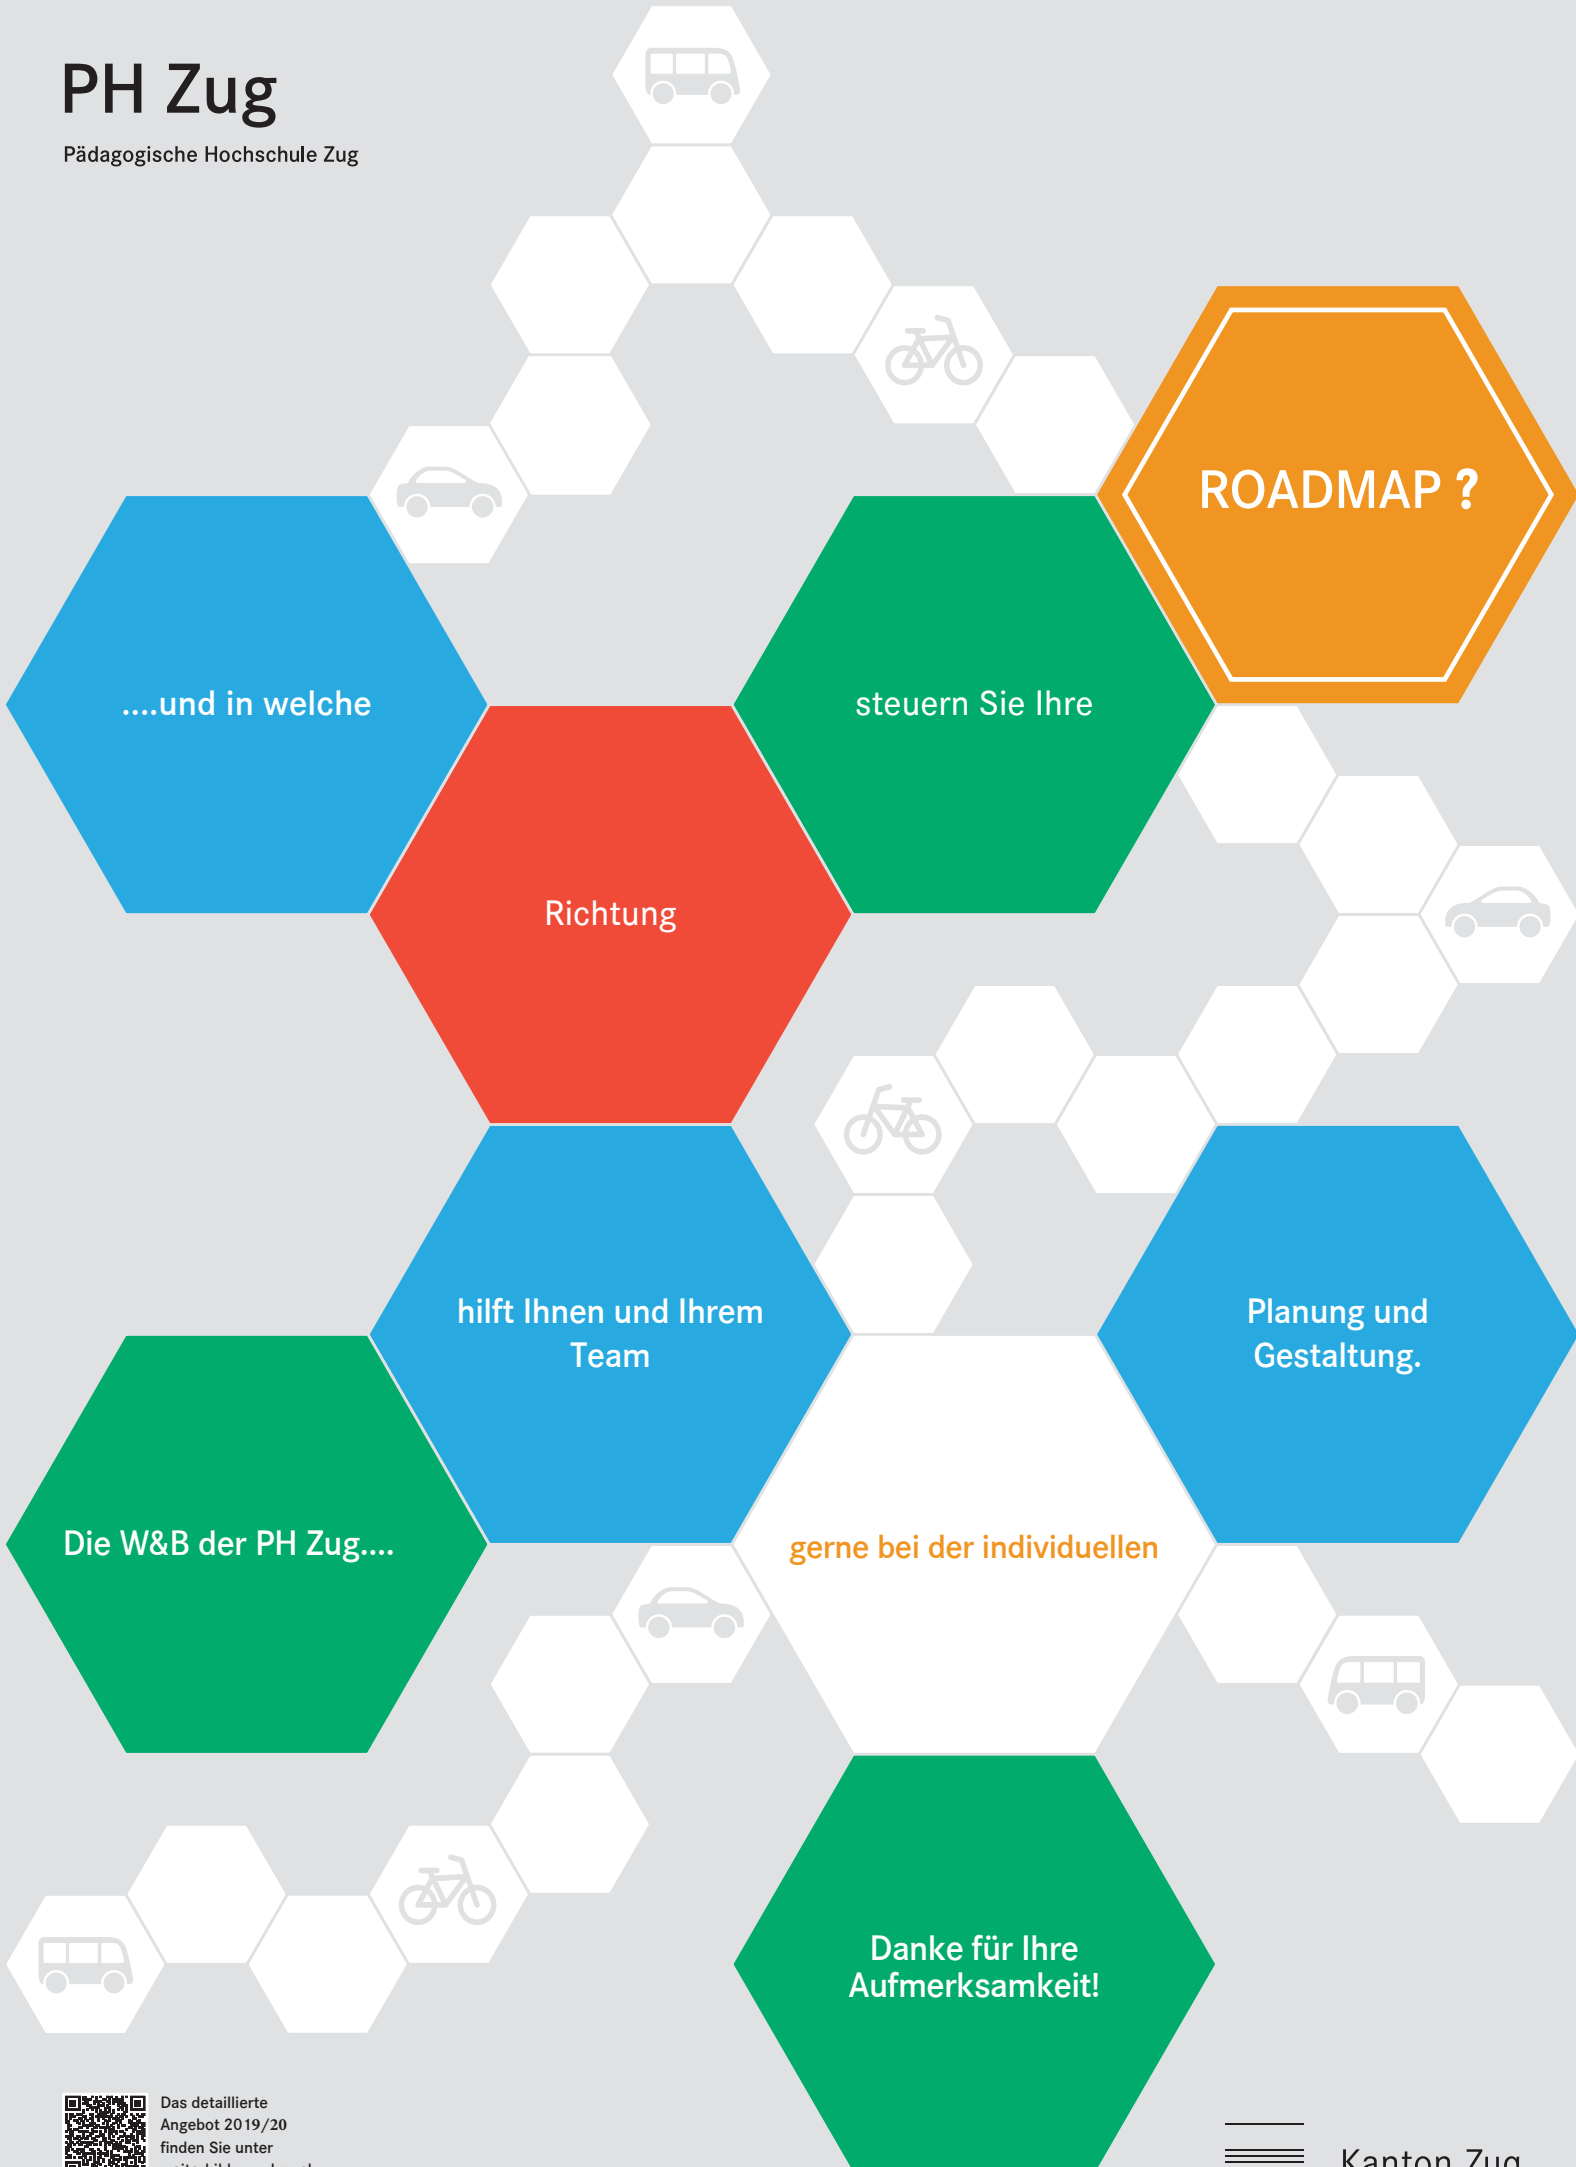 PH Zug
Pädagogische Hochschule Zug
....und in welche
Richtung
steuern Sie Ihre
ROADMAP ?
Die W&B der PH Zug....
hilft Ihnen und Ihrem
Team
gerne bei der individuellen
Planung und
Gestaltung.
Danke für Ihre
Aufmerksamkeit!
Das detaillierte
Angebot 2019/20
finden Sie unter
Kanton Zug